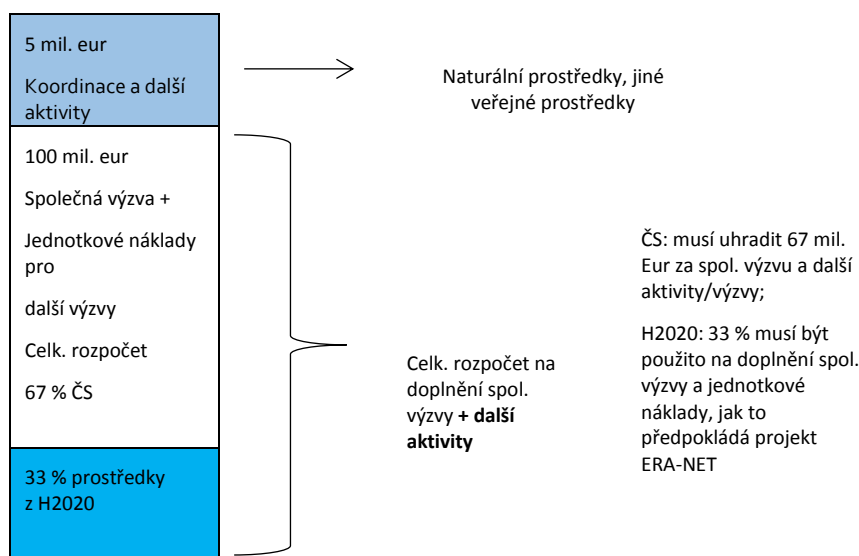 5 mil. eur
Koordinace a další
aktivity
Naturální prostředky, jiné
veřejné prostředky
100 mil. eur
Společná výzva +
Jednotkové náklady
pro
další výzvy
Celk. rozpočet
67 % ČS
33 % prostředky
z H2020
Celk. rozpočet na
doplnění spol.
výzvy + další
aktivity
ČS: musí uhradit 67 mil.
Eur za spol. výzvu a další
aktivity/výzvy;
H2020: 33 % musí být
použito na doplnění spol.
výzvy a jednotkové
náklady, jak to
předpokládá projekt
ERA-NET